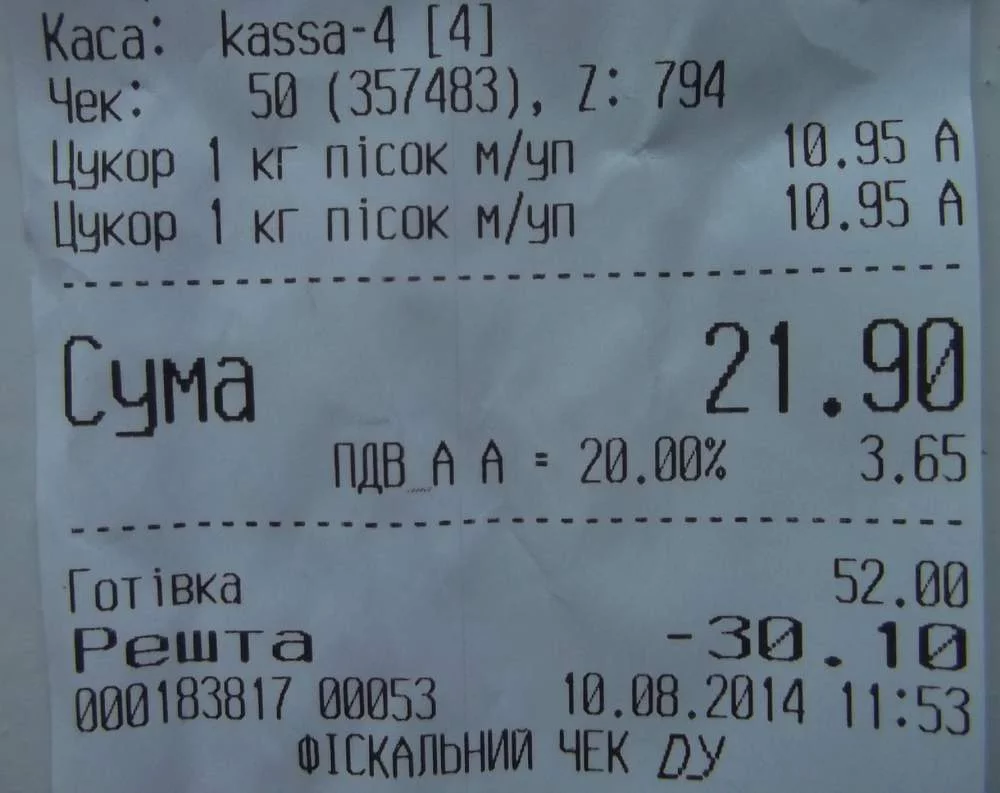 Каса: kassa-4 [4]
Чек: 50 (357483), Z: 794
Цукор 1 кг пісок м/уп 10.95 А
Цукор 1 кг пісок м/уп 10.95 А
Сума 21.90
ПДВ А А = 20.00% 3.65
Готівка 52.00
Решта -30.10
000183817 00053 10.08.2014 11:53
ФІСКАЛЬНИЙ ЧЕК DY